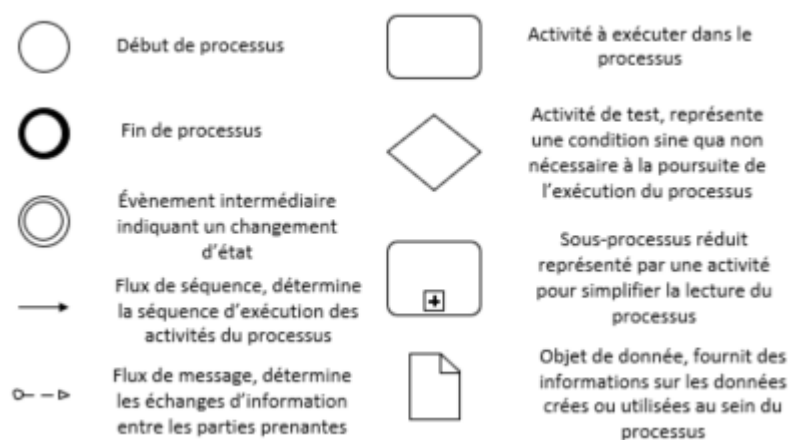 Début de processus
Fin de processus
Évènement intermédiaire
indiquant un changement
d'état
Flux de séquence, détermine
la séquence d'exécution des
activités du processus
Flux de message, détermine
les échanges d'information
entre les parties prenantes
Activité à exécuter dans le
processus
Activité de test, représente
une condition sine qua non
nécessaire à la poursuite de
l'exécution du processus
Sous-processus réduit
représenté par une activité
pour simplifier la lecture du
processus
Objet de donnée, fournit des
informations sur les données
crées ou utilisées au sein du
processus